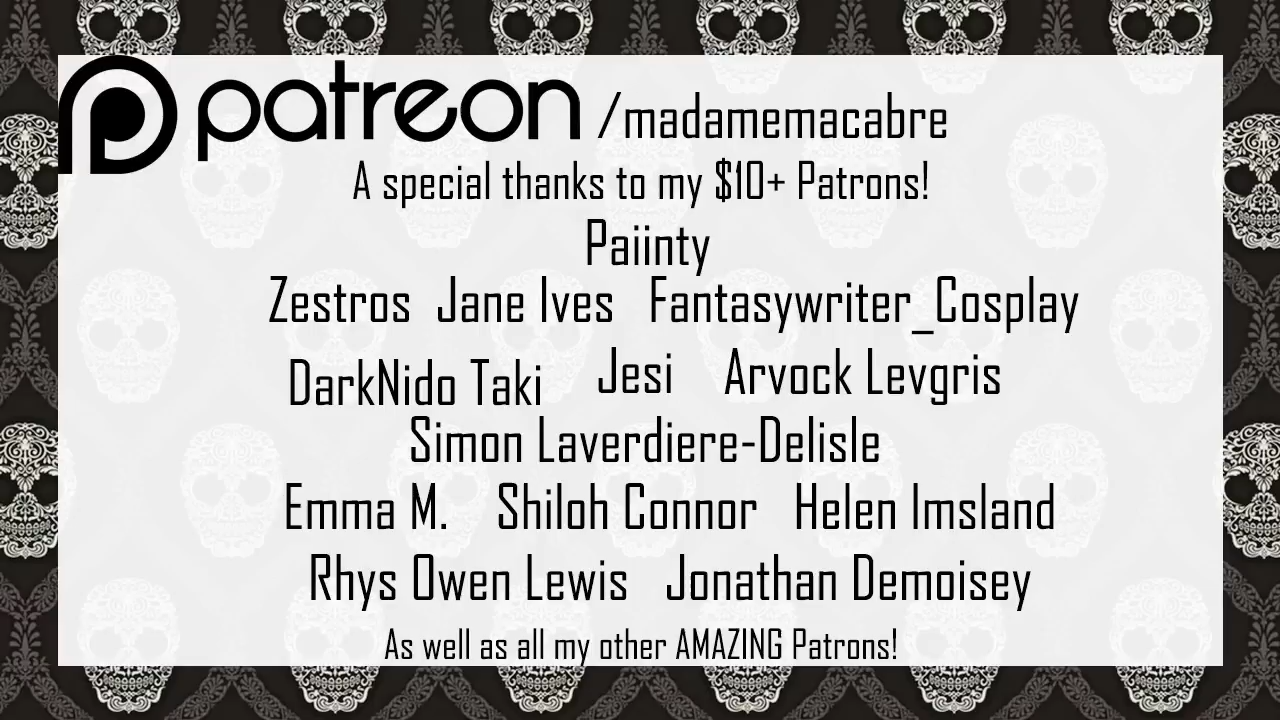 patreon /madamemacabre
A special thanks to my $10+ Patrons!
Paiinty
Zestros Jane Ives Fantasywriter_Cosplay
DarkNido Taki Jesi Arvock Levgris
Simon Laverdiere-Delisle
Emma M. Shiloh Connor Helen Imsland
Rhys Owen Lewis Jonathan Demoisey
As well as all my other AMAZING Patrons!